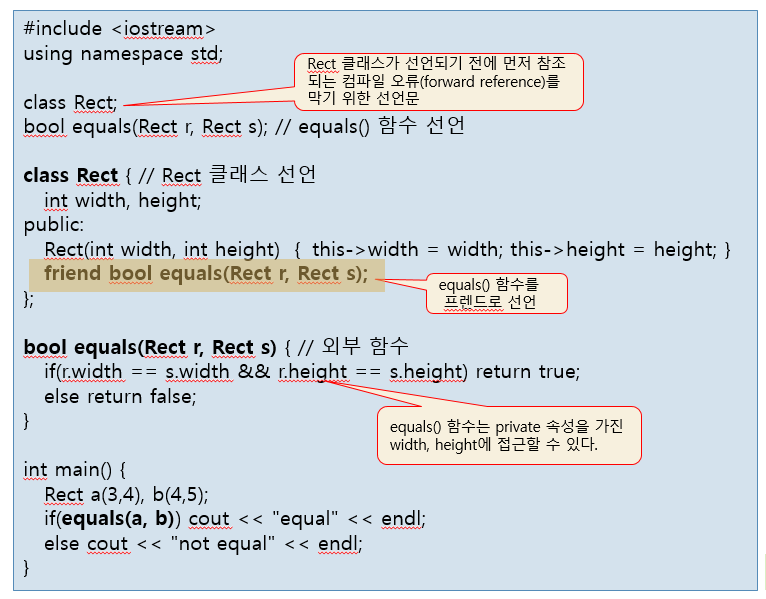 #include <iostream>
using namespace std;
Rect 클래스가 선언되기 전에 먼저 참조
되는 컴파일 오류(forward reference)를
막기 위한 선언문
class Rect;
bool equals(Rect r, Rect s); // equals() 함수 선언
class Rect { // Rect 클래스 선언
int width, height;
public:
Rect(int width, int height) { this->width = width; this->height = height; }
friend bool equals(Rect r, Rect s);
equals() 함수를
프렌드로 선언
};
bool equals(Rect r, Rect s) { // 외부 함수
if(r.width == s.width && r.height == s.height) return true;
else return false;
}
equals() 함수는 private 속성을 가진
width, height에 접근할 수 있다.
int main() {
Rect a(3,4), b(4,5);
if(equals(a, b)) cout << "equal" << endl;
else cout << "not equal" << endl;
}